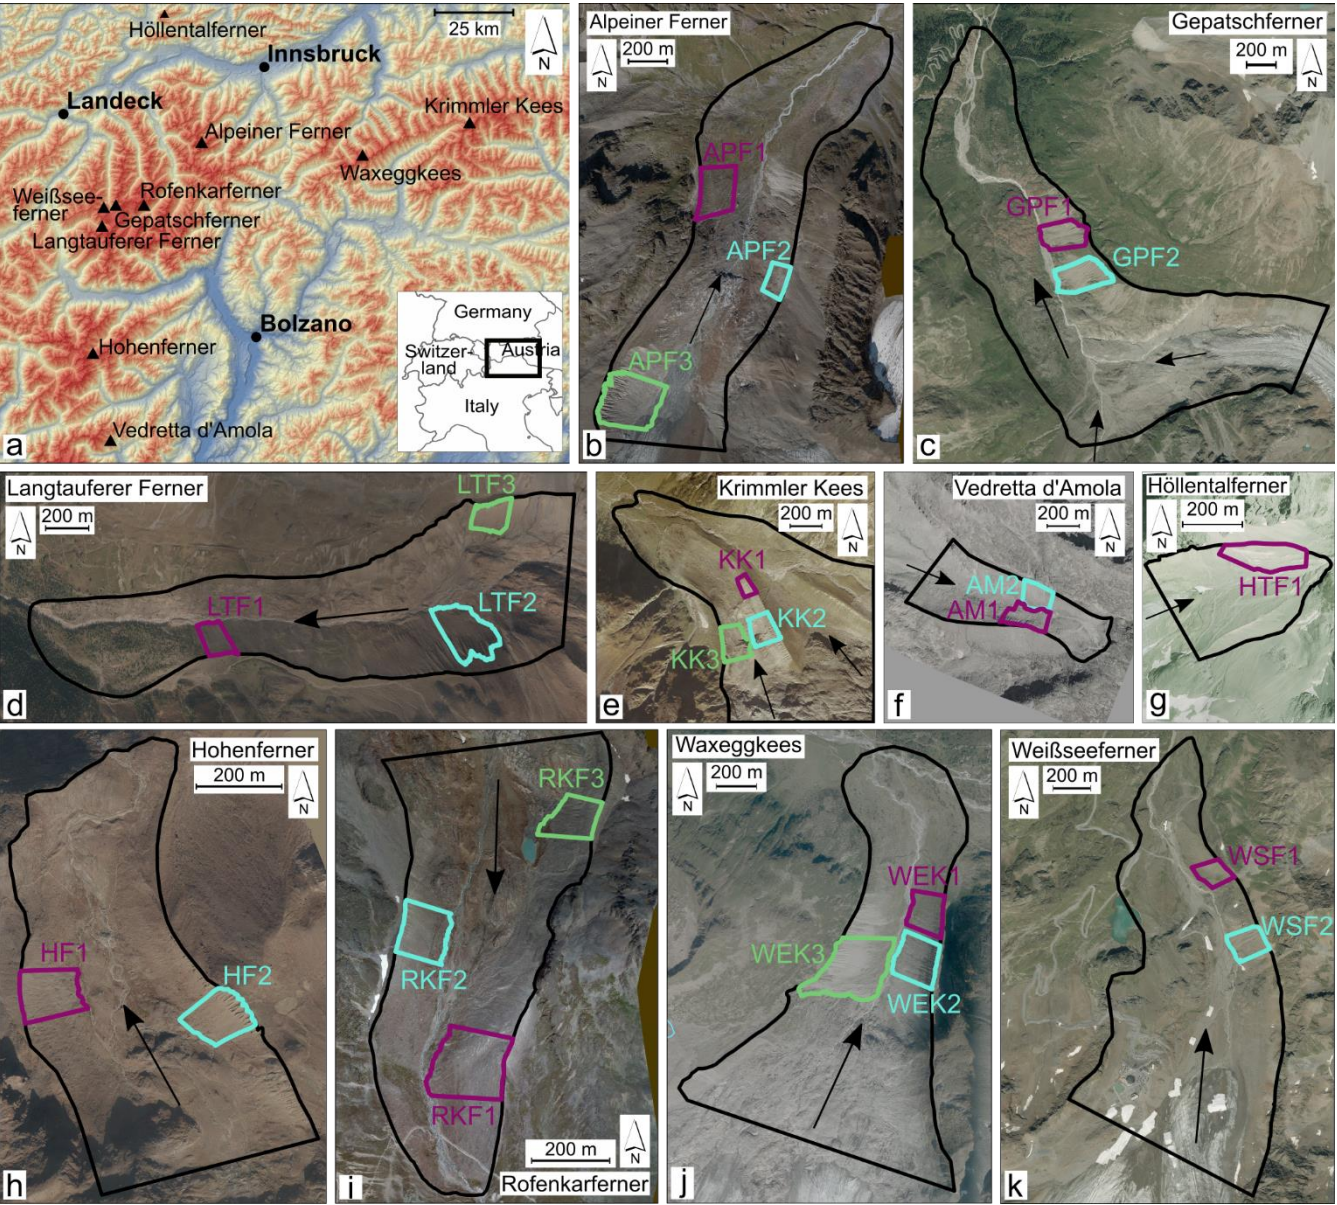 Höllentalferner
25 km
N
Innsbruck
Landeck
Krimmler Kees
Alpeiner Ferner
Waxeggkees
Weißsee-
ferner
Rofenkarferner
Gepatschferner
Langtauferer Ferner
Bolzano
Hohenferner
Vedretta d'Amola
Germany
Switzer-
land
Austria
Italy
a
Alpeiner Ferner
200 m
N
APF1
APF2
APF3
b
Gepatschferner
200 m
N
GPF1
GPF2
c
Langtauferer Ferner
200 m
N
LTF3
LTF1
LTF2
d
Krimmler Kees
200 m
N
KK1
KK2
KK3
e
Vedretta d'Amola
200 m
N
AM2
AM1
f
Höllentalferner
200 m
N
HTF1
g
Hohenferner
200 m
N
HF1
HF2
h
RKF3
RKF2
RKF1
200 m
N
Rofenkarferner
i
Waxeggkees
200 m
N
WEK1
WEK3
WEK2
j
Weißseeferner
200 m
N
WSF1
WSF2
k